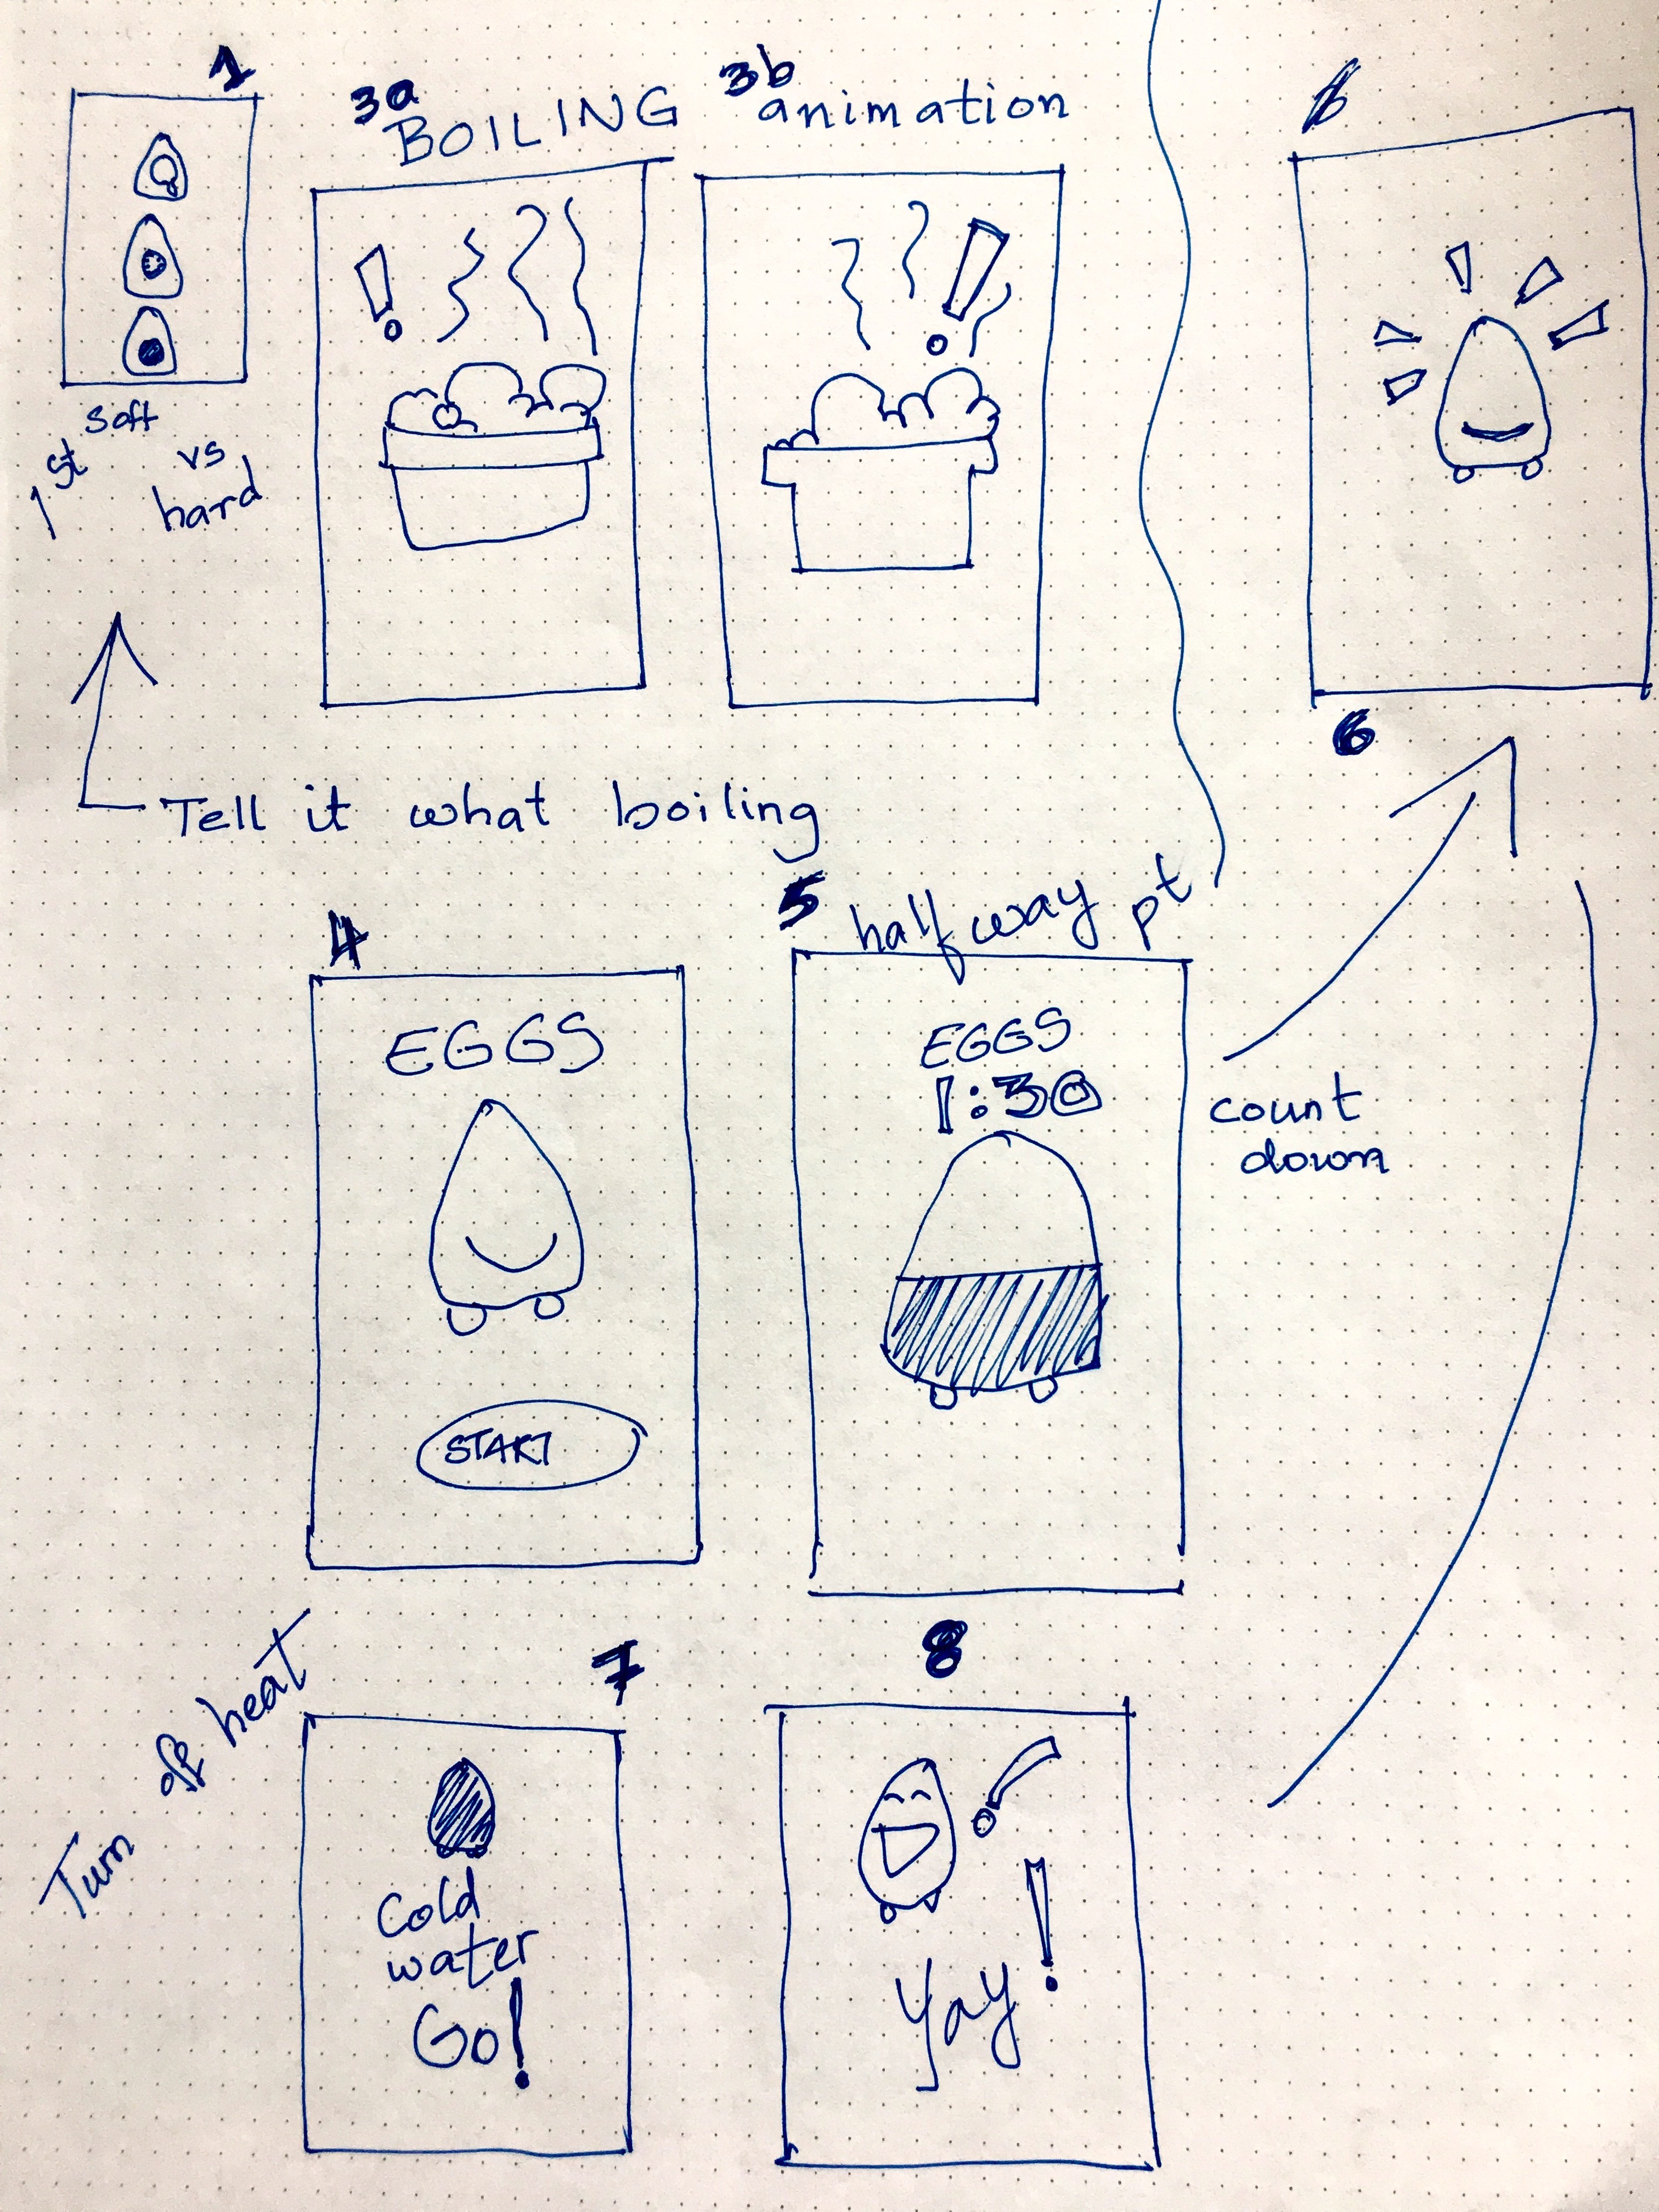 1
3a
BOILING
3b
animation
soft
1st
vs
hard
!
!
6
Tell it what boiling
4
EGGS
START
5
halfway pt
EGGS
1:30
count
down
Turn off heat
7
Cold
water
Go!
8
!
Yay!